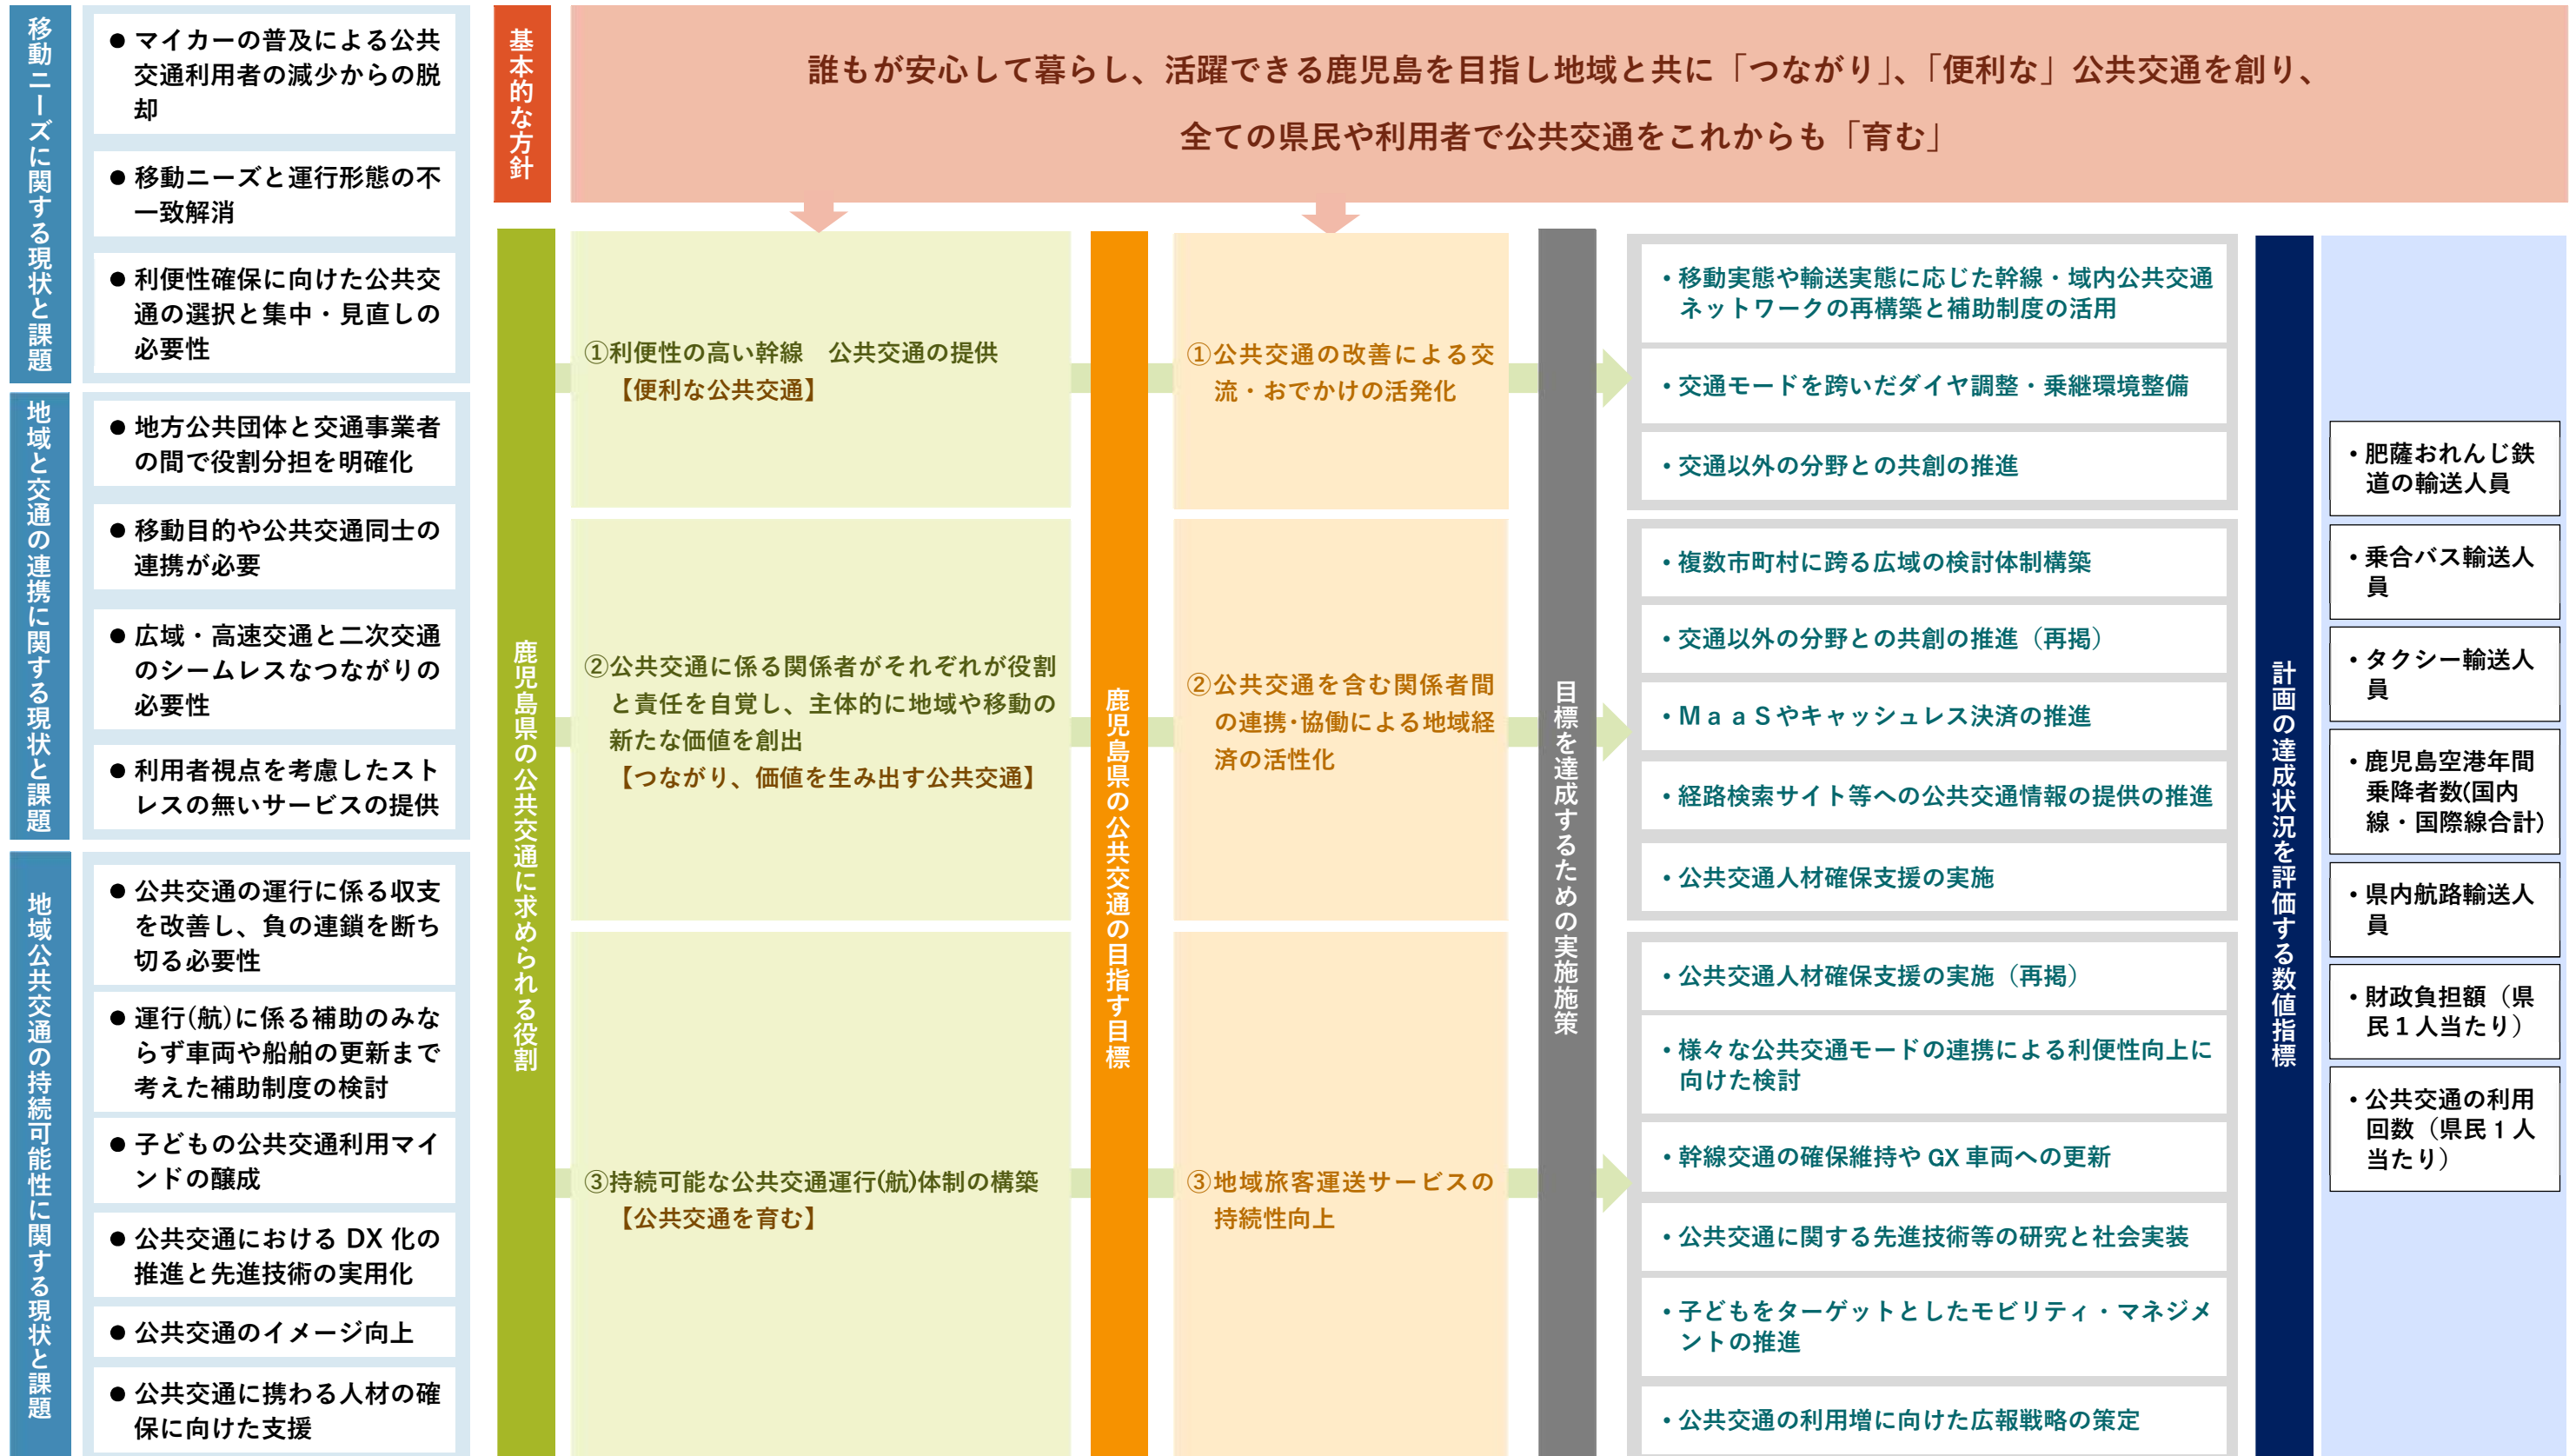 移動ニーズに関する現状と課題
● マイカーの普及による公共
交通利用者の減少からの脱
却
● 移動ニーズと運行形態の不
一致解消
● 利便性確保に向けた公共交
通の選択と集中・見直しの
必要性
地域と交通の連携に関する現状と課題
● 地方公共団体と交通事業者
の間で役割分担を明確化
● 移動目的や公共交通同士の
連携が必要
● 広域・高速交通と二次交通
のシームレスなつながりの
必要性
● 利用者視点を考慮したスト
レスの無いサービスの提供
地域公共交通の持続可能性に関する現状と課題
● 公共交通の運行に係る収支
を改善し、負の連鎖を断ち
切る必要性
● 運行(航)に係る補助のみな
らず車両や船舶の更新まで
考えた補助制度の検討
● 子どもの公共交通利用マイ
ンドの醸成
● 公共交通における DX 化の
推進と先進技術の実用化
● 公共交通のイメージ向上
● 公共交通に携わる人材の確
保に向けた支援
基本的な方針
誰もが安心して暮らし、活躍できる鹿児島を目指し地域と共に「つながり」、「便利な」公共交通を創り、
全ての県民や利用者で公共交通をこれからも「育む」
鹿児島県の公共交通に求められる役割
①利便性の高い幹線　公共交通の提供
【便利な公共交通】
②公共交通に係る関係者がそれぞれが役割
と責任を自覚し、主体的に地域や移動の
新たな価値を創出
【つながり、価値を生み出す公共交通】
③持続可能な公共交通運行(航)体制の構築
【公共交通を育む】
鹿児島県の公共交通の目指す目標
①公共交通の改善による交
流・おでかけの活発化
②公共交通を含む関係者間
の連携・協働による地域経
済の活性化
③地域旅客運送サービスの
持続性向上
目標を達成するための実施施策
・移動実態や輸送実態に応じた幹線・域内公共交通
ネットワークの再構築と補助制度の活用
・交通モードを跨いだダイヤ調整・乗継環境整備
・交通以外の分野との共創の推進
・複数市町村に跨る広域の検討体制構築
・交通以外の分野との共創の推進（再掲）
・ＭａａＳやキャッシュレス決済の推進
・経路検索サイト等への公共交通情報の提供の推進
・公共交通人材確保支援の実施
・公共交通人材確保支援の実施（再掲）
・様々な公共交通モードの連携による利便性向上に
向けた検討
・幹線交通の確保維持や GX 車両への更新
・公共交通に関する先進技術等の研究と社会実装
・子どもをターゲットとしたモビリティ・マネジメ
ントの推進
・公共交通の利用増に向けた広報戦略の策定
計画の達成状況を評価する数値指標
・肥薩おれんじ鉄
道の輸送人員
・乗合バス輸送人
員
・タクシー輸送人
員
・鹿児島空港年間
乗降者数(国内
線・国際線合計)
・県内航路輸送人
員
・財政負担額（県
民１人当たり）
・公共交通の利用
回数（県民１人
当たり）